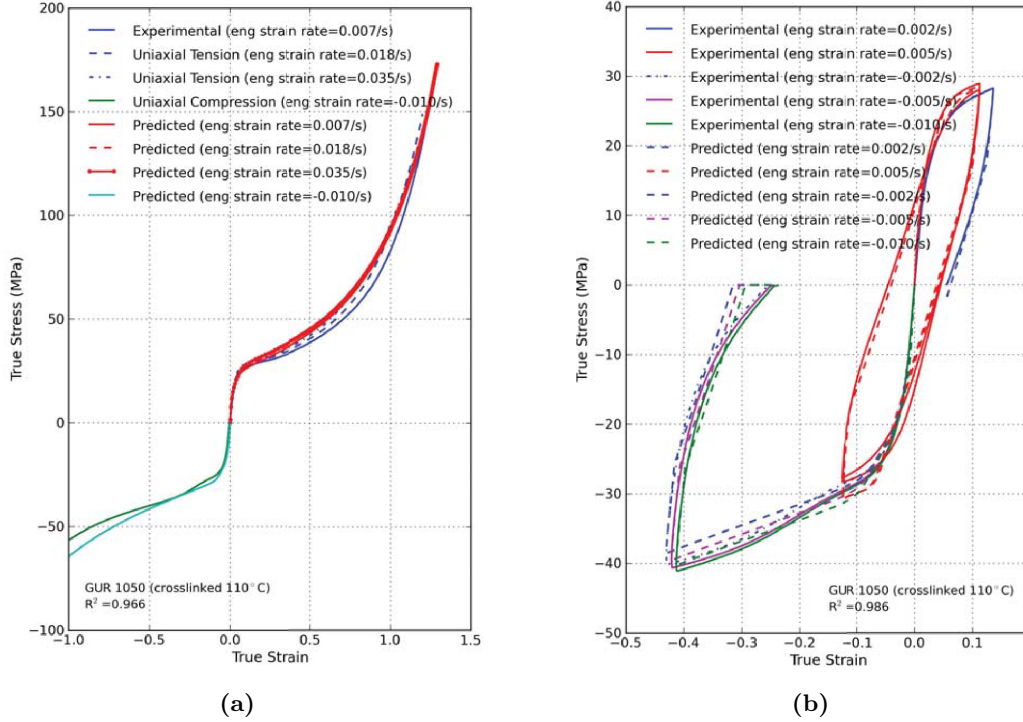 200
150
100
50
0
−50
−100
−1.0
−0.5
0.0
0.5
1.0
1.5
True Strain
True Stress (MPa)
Experimental (eng strain rate=0.007/s)
Uniaxial Tension (eng strain rate=0.018/s)
Uniaxial Tension (eng strain rate=0.035/s)
Uniaxial Compression (eng strain rate=-0.010/s)
Predicted (eng strain rate=0.007/s)
Predicted (eng strain rate=0.018/s)
Predicted (eng strain rate=0.035/s)
Predicted (eng strain rate=-0.010/s)
GUR 1050 (crosslinked 110°C)
R² =0.966
(a)
40
30
20
10
0
−10
−20
−30
−40
−50
−0.5
−0.4
−0.3
−0.2
−0.1
0.0
0.1
0.2
True Strain
True Stress (MPa)
Experimental (eng strain rate=0.002/s)
Experimental (eng strain rate=0.005/s)
Experimental (eng strain rate=-0.002/s)
Experimental (eng strain rate=-0.005/s)
Experimental (eng strain rate=-0.010/s)
Predicted (eng strain rate=0.002/s)
Predicted (eng strain rate=0.005/s)
Predicted (eng strain rate=-0.002/s)
Predicted (eng strain rate=-0.005/s)
Predicted (eng strain rate=-0.010/s)
GUR 1050 (crosslinked 110°C)
R² =0.986
(b)